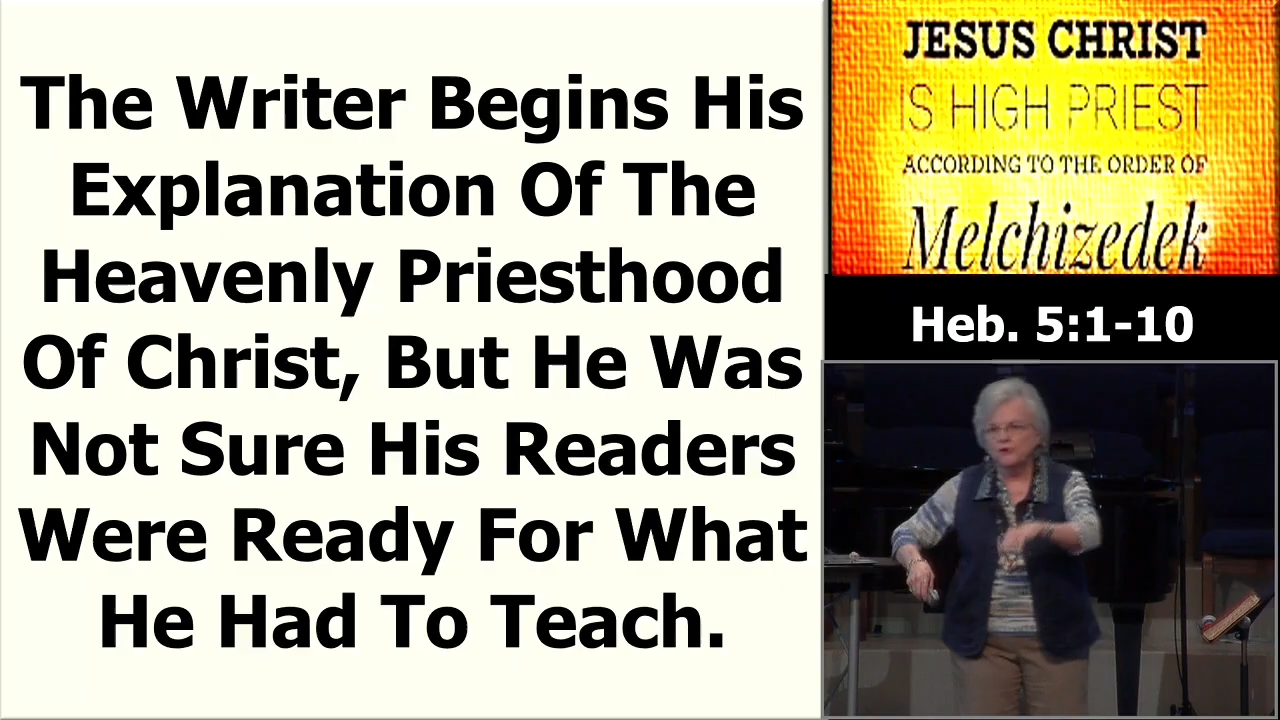 The Writer Begins His
Explanation Of The
Heavenly Priesthood
Of Christ, But He Was
Not Sure His Readers
Were Ready For What
He Had To Teach.
JESUS CHRIST
IS HIGH PRIEST
ACCORDING TO THE ORDER OF
Melchizedek
Heb. 5:1-10